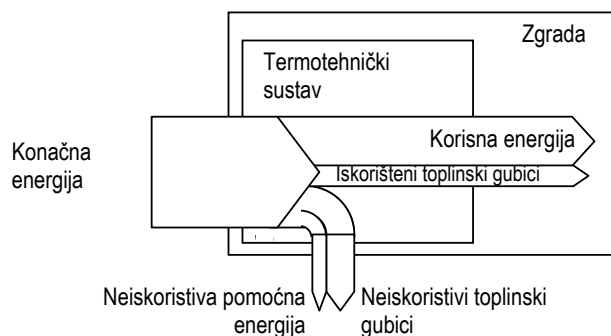 Zgrada
Termotehnički
sustav
Konačna
energija
Korisna energija
Iskorišteni toplinski gubici
Neiskoristiva pomoćna
energija
Neiskoristivi toplinski
gubici